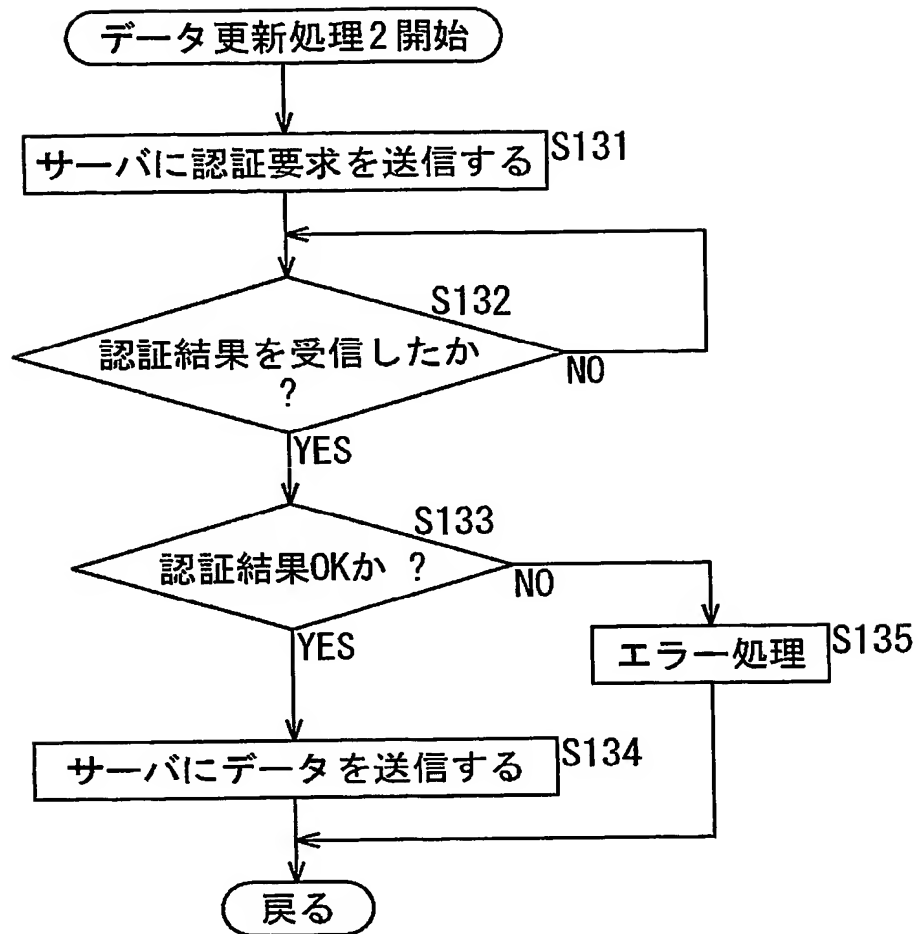 データ更新処理2開始
サーバに認証要求を送信する
S131
S132
認証結果を受信したか
?
NO
YES
S133
認証結果OKか ?
NO
YES
エラー処理
S135
サーバにデータを送信する
S134
戻る